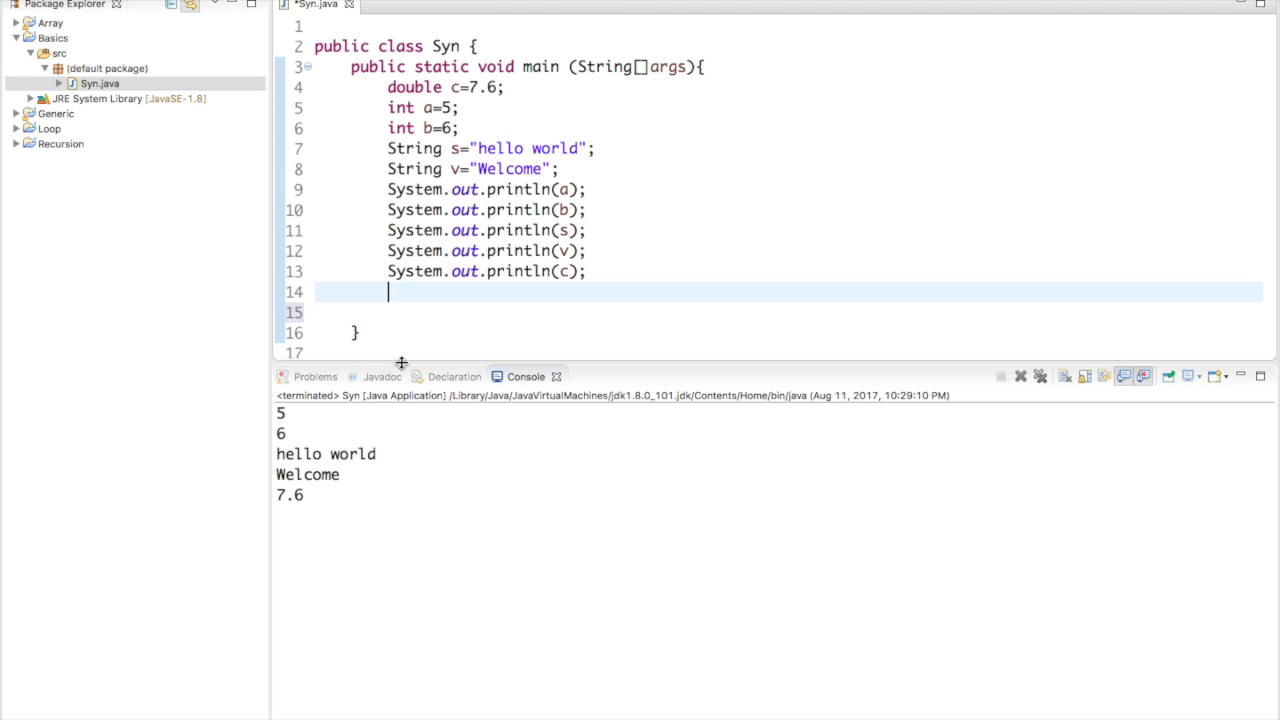 Package Explorer
Array
Basics
src
(default package)
Syn.java
JRE System Library [JavaSE-1.8]
Generic
Loop
Recursion
*Syn.java
1
2 public class Syn {
3 public static void main (String[]args){
4 double c=7.6;
5 int a=5;
6 int b=6;
7 String s="hello world";
8 String v="Welcome";
9 System.out.println(a);
10 System.out.println(b);
11 System.out.println(s);
12 System.out.println(v);
13 System.out.println(c);
14
15
16 }
17
Problems @ Javadoc Declaration Console
<terminated> Syn [Java Application] /Library/Java/JavaVirtualMachines/jdk1.8.0_101.jdk/Contents/Home/bin/java (Aug 11, 2017, 10:29:10 PM)
5
6
hello world
Welcome
7.6